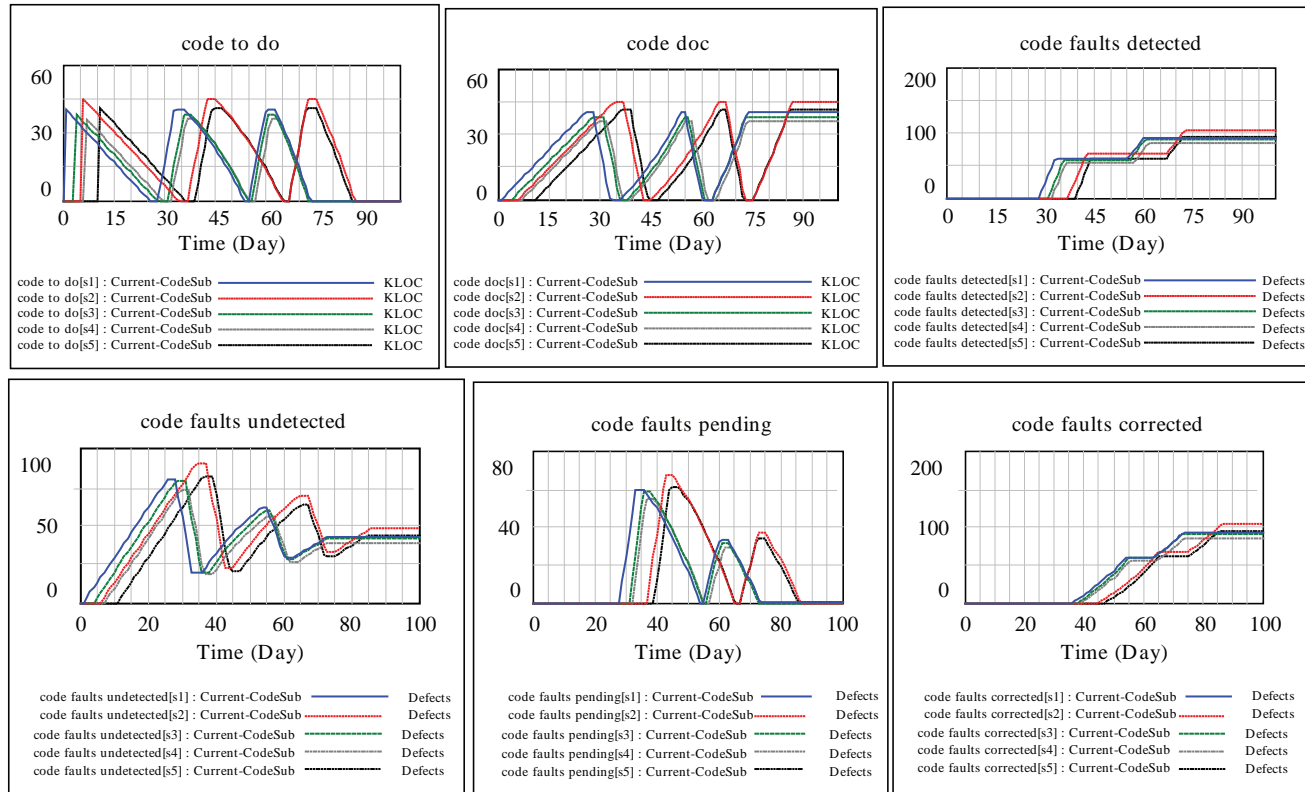 code to do
60
30
0
0 15 30 45 60 75 90
Time (Day)
code to do[s1] : Current-CodeSub KLOC
code to do[s2] : Current-CodeSub KLOC
code to do[s3] : Current-CodeSub KLOC
code to do[s4] : Current-CodeSub KLOC
code to do[s5] : Current-CodeSub KLOC
code doc
60
30
0
0 15 30 45 60 75 90
Time (Day)
code doc[s1] : Current-CodeSub KLOC
code doc[s2] : Current-CodeSub KLOC
code doc[s3] : Current-CodeSub KLOC
code doc[s4] : Current-CodeSub KLOC
code doc[s5] : Current-CodeSub KLOC
code faults detected
200
100
0
0 15 30 45 60 75 90
Time (Day)
code faults detected[s1] : Current-CodeSub Defects
code faults detected[s2] : Current-CodeSub Defects
code faults detected[s3] : Current-CodeSub Defects
code faults detected[s4] : Current-CodeSub Defects
code faults detected[s5] : Current-CodeSub Defects
code faults undetected
100
50
0
0 20 40 60 80 100
Time (Day)
code faults undetected[s1] : Current-CodeSub Defects
code faults undetected[s2] : Current-CodeSub Defects
code faults undetected[s3] : Current-CodeSub Defects
code faults undetected[s4] : Current-CodeSub Defects
code faults undetected[s5] : Current-CodeSub Defects
code faults pending
80
40
0
0 20 40 60 80 100
Time (Day)
code faults pending[s1] : Current-CodeSub Defects
code faults pending[s2] : Current-CodeSub Defects
code faults pending[s3] : Current-CodeSub Defects
code faults pending[s4] : Current-CodeSub Defects
code faults pending[s5] : Current-CodeSub Defects
code faults corrected
200
100
0
0 20 40 60 80 100
Time (Day)
code faults corrected[s1] : Current-CodeSub Defects
code faults corrected[s2] : Current-CodeSub Defects
code faults corrected[s3] : Current-CodeSub Defects
code faults corrected[s4] : Current-CodeSub Defects
code faults corrected[s5] : Current-CodeSub Defects